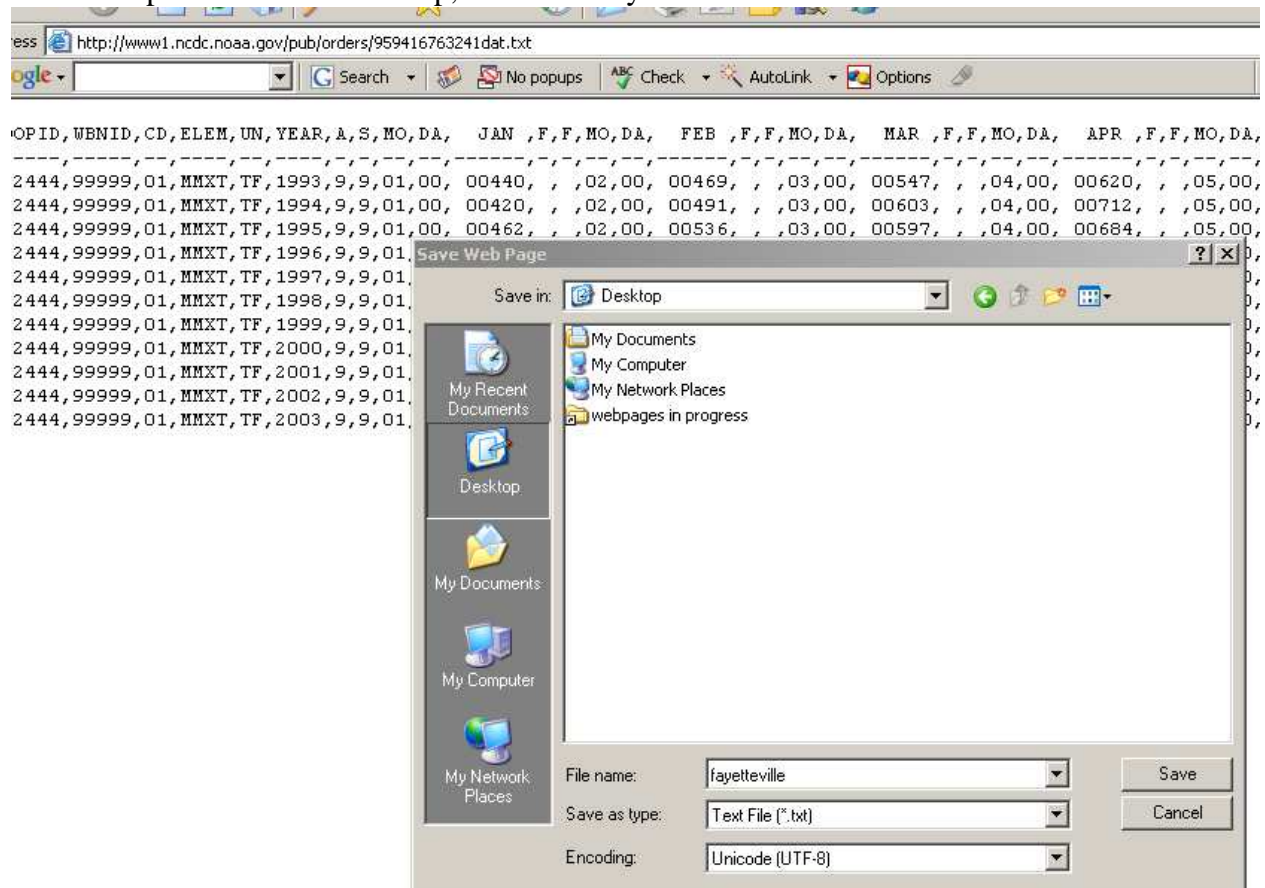 ess http://www1.ncdc.noaa.gov/pub/orders/959416763241dat.txt
ogle Search No popups ABC Check AutoLink Options
OPID,WBNID,CD,ELEM,UN,YEAR,A,S,MO,DA, JAN ,F,F,MO,DA, FEB ,F,F,MO,DA, MAR ,F,F,MO,DA, APR ,F,F,MO,DA,
----,-----,--,----,--,----,-,-,--,--,------,-,-,--,--,------,-,-,--,--,------,-,-,--,--,------,-,-,--,--,
2444,99999,01,MMXT,TF,1993,9,9,01,00, 00440, , ,02,00, 00469, , ,03,00, 00547, , ,04,00, 00620, , ,05,00,
2444,99999,01,MMXT,TF,1994,9,9,01,00, 00420, , ,02,00, 00491, , ,03,00, 00603, , ,04,00, 00712, , ,05,00,
2444,99999,01,MMXT,TF,1995,9,9,01,00, 00462, , ,02,00, 00536, , ,03,00, 00597, , ,04,00, 00684, , ,05,00,
2444,99999,01,MMXT,TF,1996,9,9,01,
2444,99999,01,MMXT,TF,1997,9,9,01,
2444,99999,01,MMXT,TF,1998,9,9,01,
2444,99999,01,MMXT,TF,1999,9,9,01,
2444,99999,01,MMXT,TF,2000,9,9,01,
2444,99999,01,MMXT,TF,2001,9,9,01,
2444,99999,01,MMXT,TF,2002,9,9,01,
2444,99999,01,MMXT,TF,2003,9,9,01,
Save Web Page
Save in: Desktop
My Recent
Documents
Desktop
My Documents
My Computer
My Network
Places
My Documents
My Computer
My Network Places
webpages in progress
File name: fayetteville Save
Save as type: Text File (*.txt) Cancel
Encoding: Unicode (UTF-8)